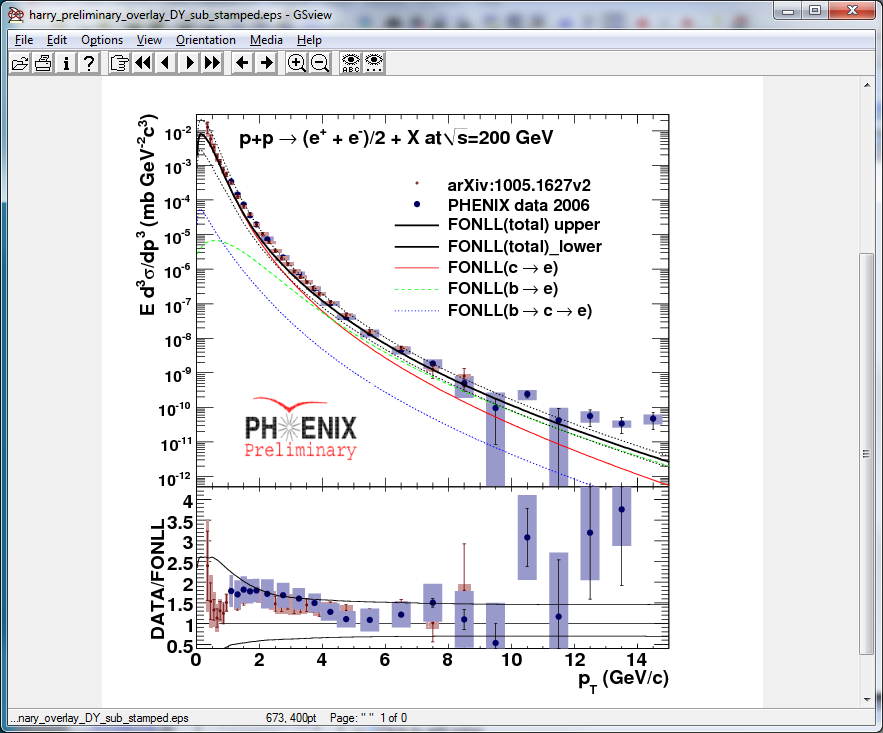 harry_preliminary_overlay_DY_sub_stamped.eps - GSview
File Edit Options View Orientation Media Help
i ? ABC
p+p → (e+ + e-)/2 + X at √s=200 GeV
E d3σ/dp3 (mb GeV-2c3)
10-2
10-3
10-4
10-5
10-6
10-7
10-8
10-9
10-10
10-11
10-12
arXiv:1005.1627v2
PHENIX data 2006
FONLL(total) upper
FONLL(total)_lower
FONLL(c → e)
FONLL(b → e)
FONLL(b → c → e)
PHENIX
Preliminary
DATA/FONLL
4
3.5
3
2.5
2
1.5
1
0.5
0 2 4 6 8 10 12 14
pT (GeV/c)
...nary_overlay_DY_sub_stamped.eps 673, 400pt Page: " " 1 of 0